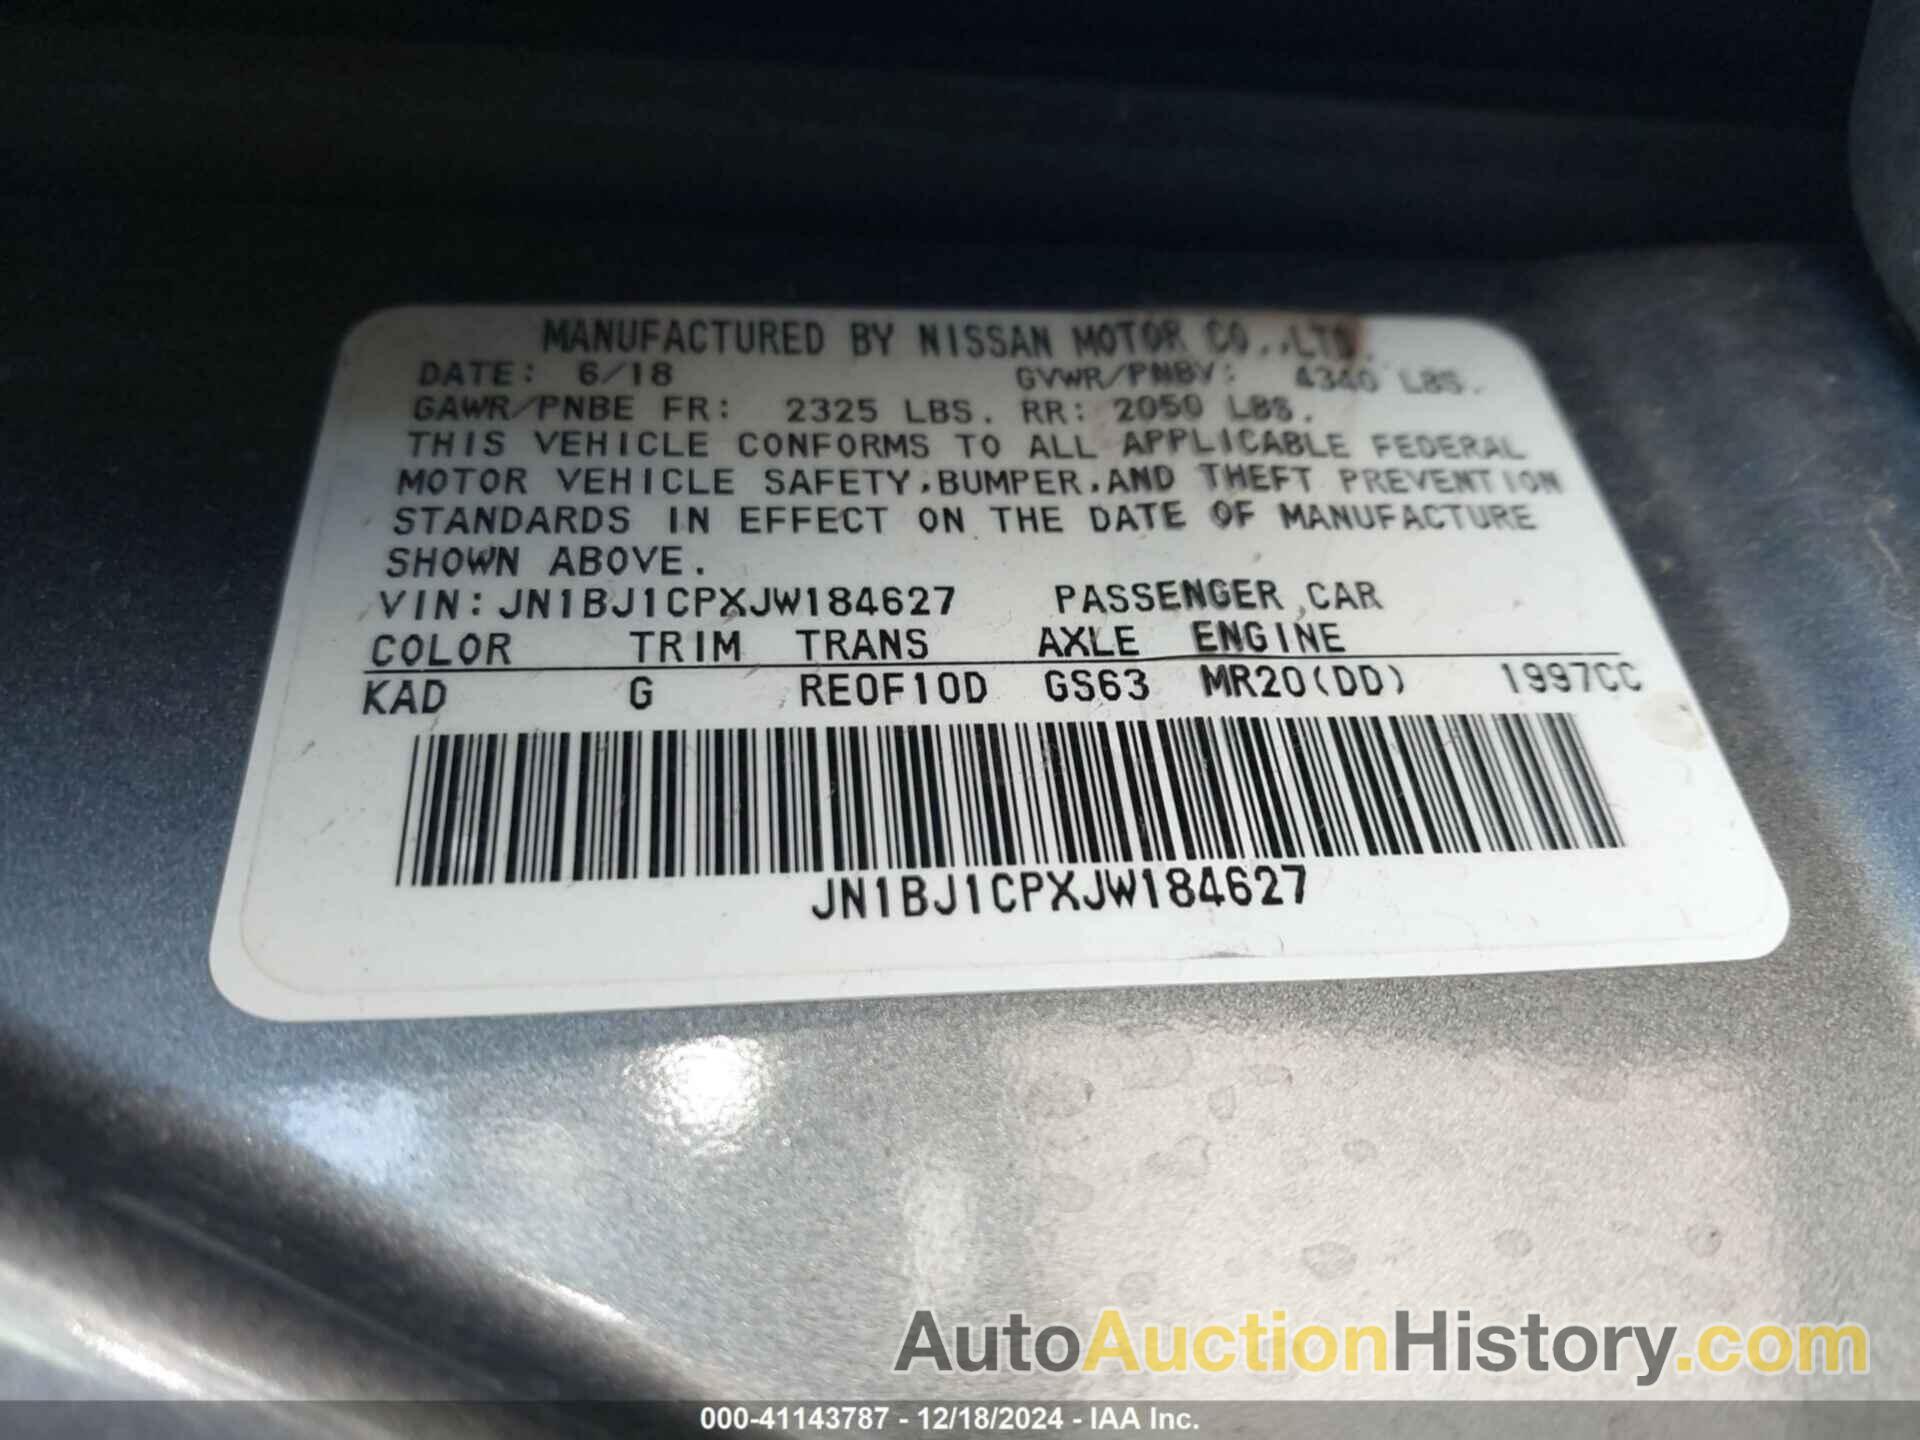 MANUFACTURED BY NISSAN MOTOR CO.,LTD.
DATE: 6/18 GVWR/PNBV: 4340 LBS.
GAWR/PNBE FR: 2325 LBS. RR: 2050 LBS.
THIS VEHICLE CONFORMS TO ALL APPLICABLE FEDERAL
MOTOR VEHICLE SAFETY,BUMPER,AND THEFT PREVENTION
STANDARDS IN EFFECT ON THE DATE OF MANUFACTURE
SHOWN ABOVE.
VIN:JN1BJ1CPXJW184627 PASSENGER CAR
COLOR TRIM TRANS AXLE ENGINE
KAD G RE0F10D GS63 MR20(DD) 1997CC
JN1BJ1CPXJW184627
AutoAuctionHistory.com
000-41143787 - 12/18/2024 - IAA Inc.